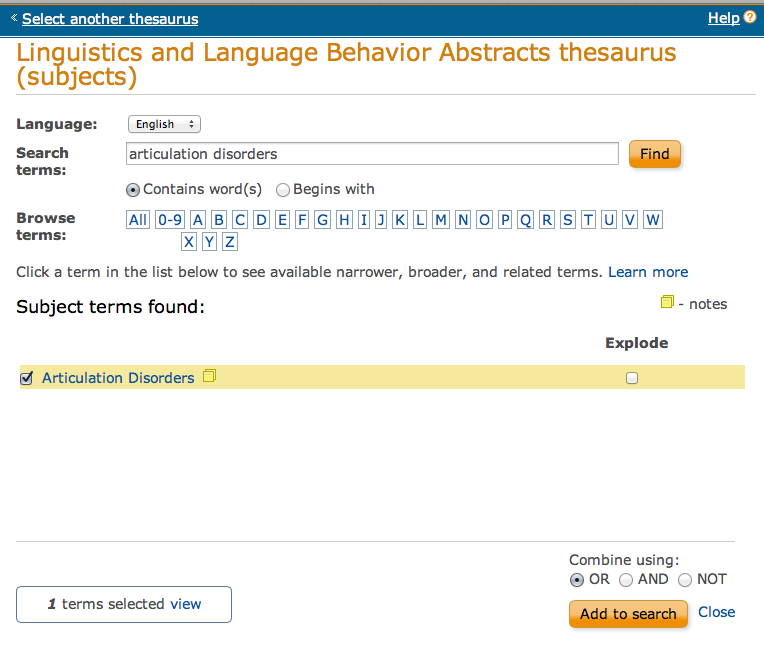 « Select another thesaurus Help ?
Linguistics and Language Behavior Abstracts thesaurus
(subjects)
Language: English
Search terms: articulation disorders Find
Contains word(s) Begins with
Browse terms: All 0-9 A B C D E F G H I J K L M N O P Q R S T U V W
X Y Z
Click a term in the list below to see available narrower, broader, and related terms. Learn more
Subject terms found: - notes
Explode
Articulation Disorders
Combine using:
OR AND NOT
1 terms selected view
Add to search Close